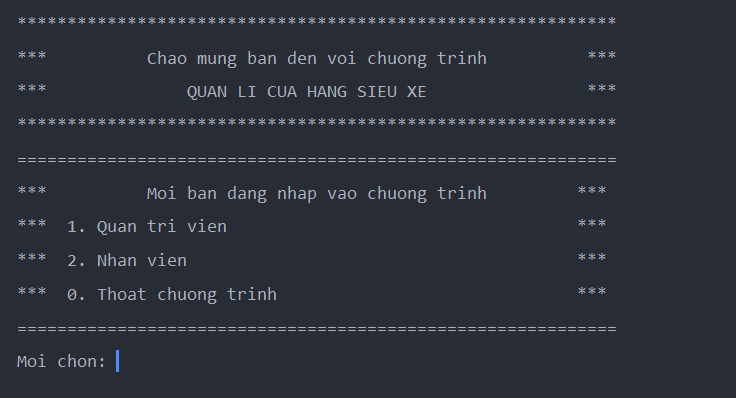 ************************************************************
***          Chao mung ban den voi chuong trinh          ***
***              QUAN LI CUA HANG SIEU XE                ***
************************************************************
============================================================
***          Moi ban dang nhap vao chuong trinh         ***
***  1. Quan tri vien                                   ***
***  2. Nhan vien                                       ***
***  0. Thoat chuong trinh                              ***
============================================================
Moi chon: